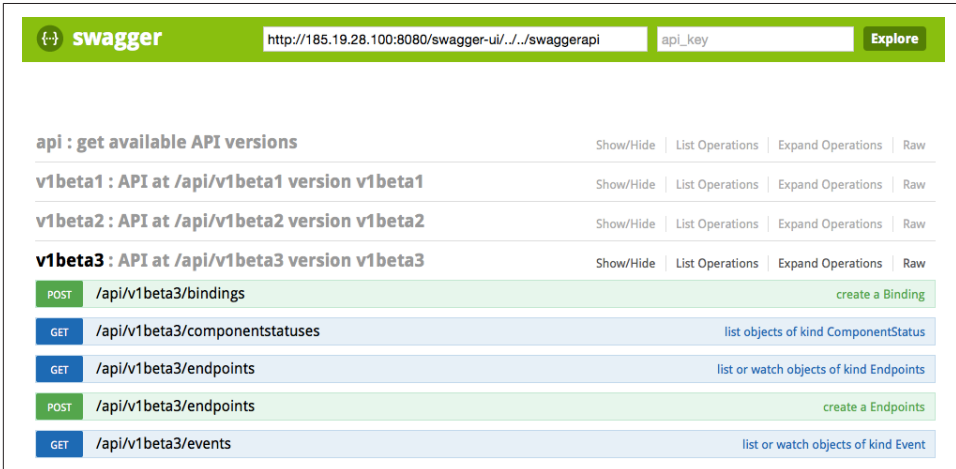 {···} swagger http://185.19.28.100:8080/swagger-ui/../../swaggerapi api_key Explore
api : get available API versions Show/Hide List Operations Expand Operations Raw
v1beta1 : API at /api/v1beta1 version v1beta1 Show/Hide List Operations Expand Operations Raw
v1beta2 : API at /api/v1beta2 version v1beta2 Show/Hide List Operations Expand Operations Raw
v1beta3 : API at /api/v1beta3 version v1beta3 Show/Hide List Operations Expand Operations Raw
POST /api/v1beta3/bindings create a Binding
GET /api/v1beta3/componentstatuses list objects of kind ComponentStatus
GET /api/v1beta3/endpoints list or watch objects of kind Endpoints
POST /api/v1beta3/endpoints create a Endpoints
GET /api/v1beta3/events list or watch objects of kind Event